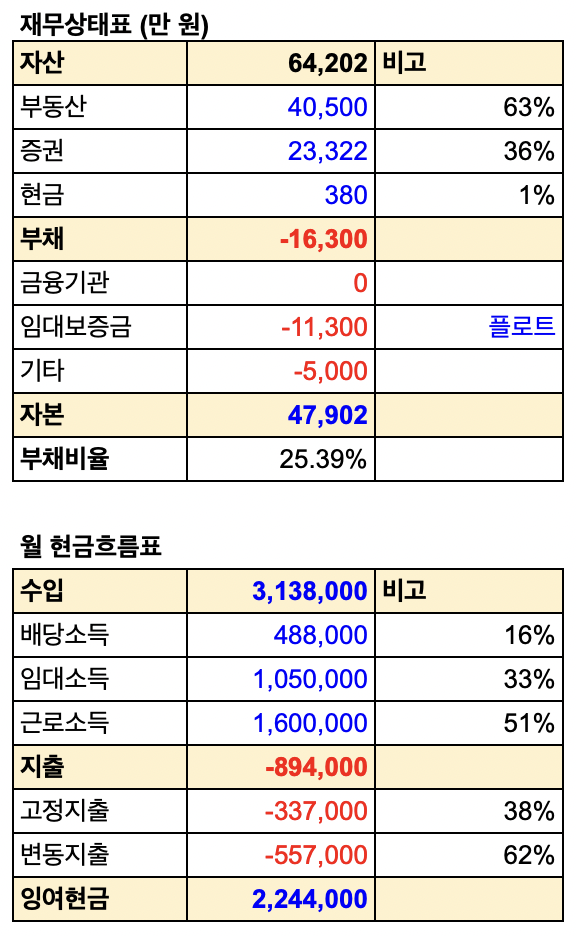 재무상태표 (만 원)
자산 64,202 비고
부동산 40,500 63%
증권 23,322 36%
현금 380 1%
부채 -16,300
금융기관 0
임대보증금 -11,300 플로트
기타 -5,000
자본 47,902
부채비율 25.39%
월 현금흐름표
수입 3,138,000 비고
배당소득 488,000 16%
임대소득 1,050,000 33%
근로소득 1,600,000 51%
지출 -894,000
고정지출 -337,000 38%
변동지출 -557,000 62%
잉여현금 2,244,000